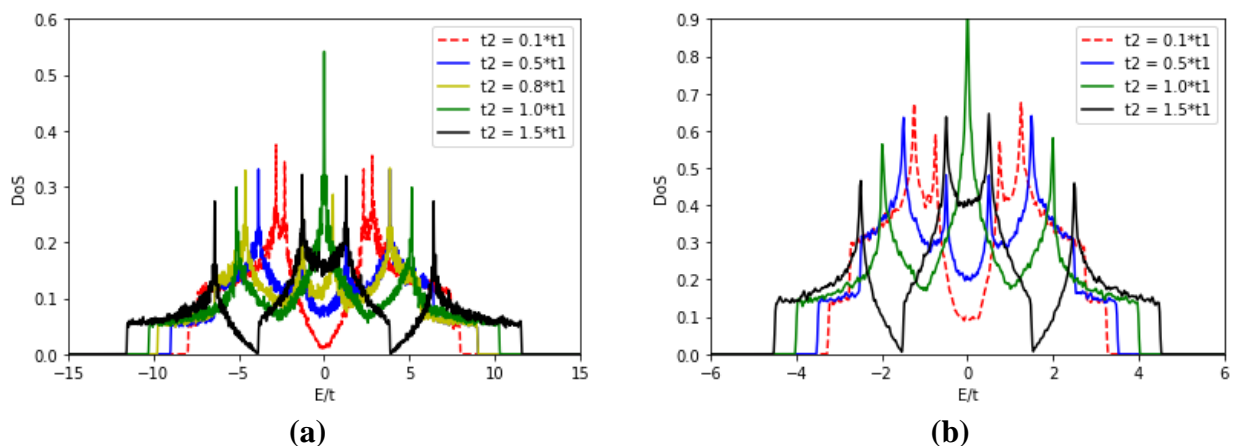 0.6
0.5
0.4
0.3
0.2
0.1
0.0
DoS
t2 = 0.1*t1
t2 = 0.5*t1
t2 = 0.8*t1
t2 = 1.0*t1
t2 = 1.5*t1
−15
−10
−5
0
5
10
15
E/t
(a)
0.9
0.8
0.7
0.6
0.5
0.4
0.3
0.2
0.1
0.0
DoS
t2 = 0.1*t1
t2 = 0.5*t1
t2 = 1.0*t1
t2 = 1.5*t1
−6
−4
−2
0
2
4
6
E/t
(b)